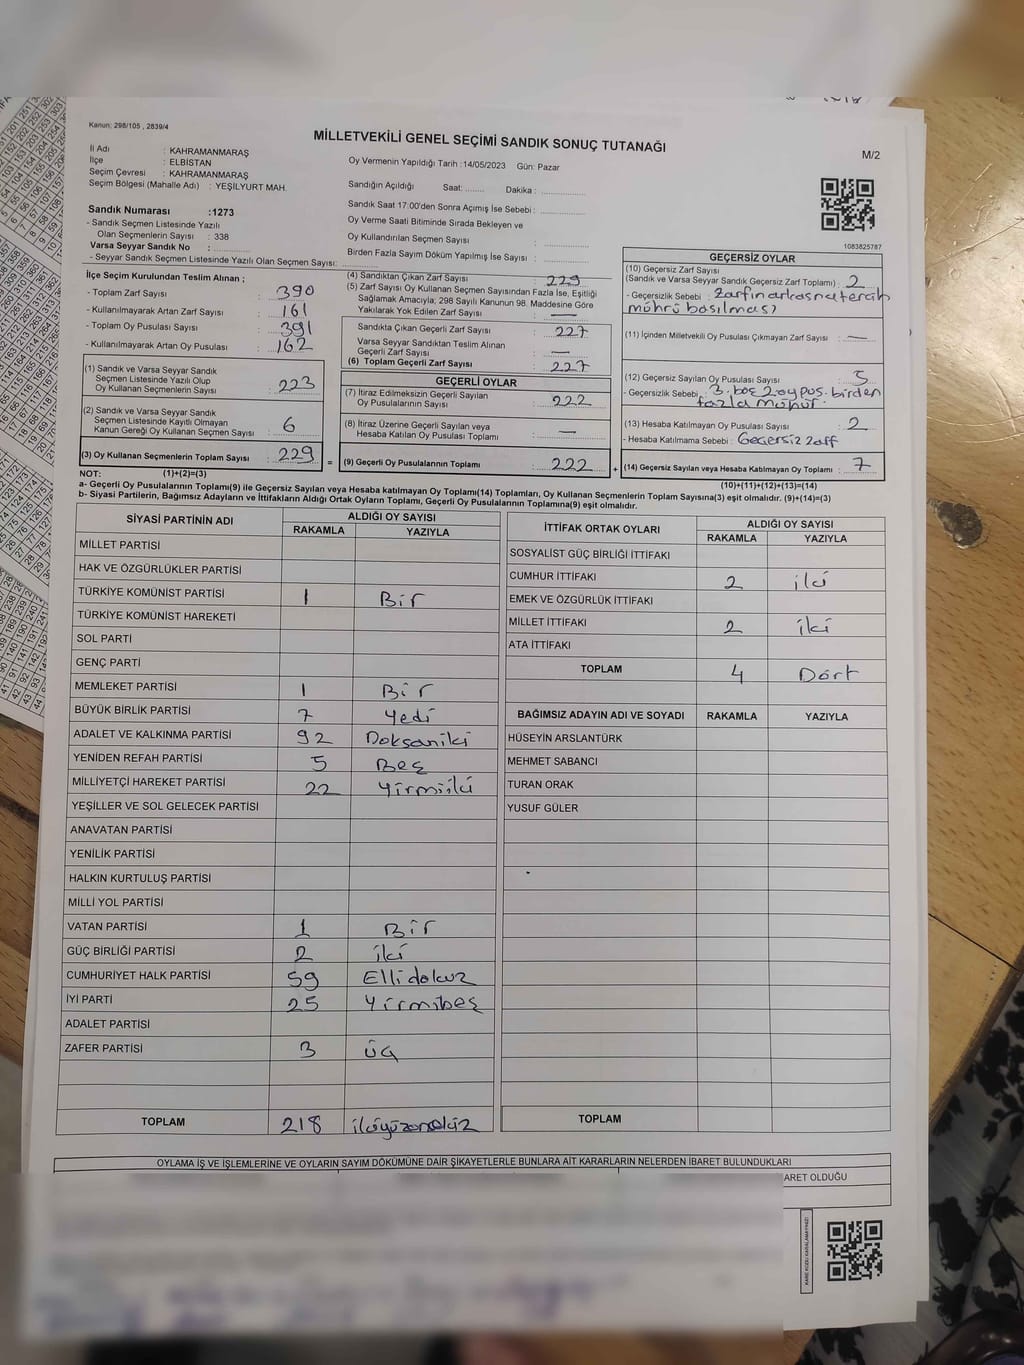 Kanun: 298/105 , 2839/4
MİLLETVEKİLİ GENEL SEÇİMİ SANDIK SONUÇ TUTANAĞI
M/2
İl Adı : KAHRAMANMARAŞ
İlçe : ELBİSTAN
Seçim Çevresi : KAHRAMANMARAŞ
Seçim Bölgesi (Mahalle Adı) : YEŞİLYURT MAH.
Sandık Numarası :1273
- Sandık Seçmen Listesinde Yazılı
Olan Seçmenlerin Sayısı : 338
Varsa Seyyar Sandık No :
- Seyyar Sandık Seçmen Listesinde Yazılı Olan Seçmen Sayısı:
Oy Vermenin Yapıldığı Tarih :14/05/2023 Gün: Pazar
Sandığın Açıldığı Saat: Dakika :
Sandık Saat 17:00'den Sonra Açımış İse Sebebi :
Oy Verme Saati Bitiminde Sırada Bekleyen ve
Oy Kullandırılan Seçmen Sayısı :
Birden Fazla Sayım Döküm Yapılmış İse Sayısı :
1083825787
İlçe Seçim Kurulundan Teslim Alınan ;
- Toplam Zarf Sayısı : 390
- Kullanılmayarak Artan Zarf Sayısı : 161
- Toplam Oy Pusulası Sayısı : 391
- Kullanılmayarak Artan Oy Pusulası : 162
(1) Sandık ve Varsa Seyyar Sandık
Seçmen Listesinde Yazılı Olup
Oy Kullanan Seçmenlerin Sayısı : 223
(2) Sandık ve Varsa Seyyar Sandık
Seçmen Listesinde Kayıtlı Olmayan
Kanun Gereği Oy Kullanan Seçmen Sayısı : 6
(3) Oy Kullanan Seçmenlerin Toplam Sayısı : 229
(4) Sandıktan Çıkan Zarf Sayısı : 229
(5) Zarf Sayısı Oy Kullanan Seçmen Sayısından Fazla İse, Eşitliği
Sağlamak Amacıyla, 298 Sayılı Kanunun 98. Maddesine Göre
Yakılarak Yok Edilen Zarf Sayısı : —
Sandıkta Çıkan Geçerli Zarf Sayısı : 227
Varsa Seyyar Sandıktan Teslim Alınan
Geçerli Zarf Sayısı : —
(6) Toplam Geçerli Zarf Sayısı : 227
GEÇERLİ OYLAR
(7) İtiraz Edilmeksizin Geçerli Sayılan
Oy Pusulalarının Sayısı : 222
(8) İtiraz Üzerine Geçerli Sayılan veya
Hesaba Katılan Oy Pusulası Toplamı : —
= (9) Geçerli Oy Pusulalarının Toplamı : 222
GEÇERSİZ OYLAR
(10) Geçersiz Zarf Sayısı
(Sandık ve Varsa Seyyar Sandık Geçersiz Zarf Toplamı) : 2
- Geçersizlik Sebebi : Zarfın arkasına tercih
mührü basılması
(11) İçinden Milletvekili Oy Pusulası Çıkmayan Zarf Sayısı : —
(12) Geçersiz Sayılan Oy Pusulası Sayısı : 5
- Geçersizlik Sebebi : 3. boş 2.oy pus. birden
fazla mühür.
(13) Hesaba Katılmayan Oy Pusulası Sayısı : 2
- Hesaba Katılmama Sebebi : Geçersiz zarf
+ (14) Geçersiz Sayılan veya Hesaba Katılmayan Oy Toplamı : 7
NOT: (1)+(2)=(3)
(10)+(11)+(12)+(13)=(14)
a- Geçerli Oy Pusulalarının Toplamı(9) ile Geçersiz Sayılan veya Hesaba katılmayan Oy Toplamı(14) Toplamları, Oy Kullanan Seçmenlerin Toplam Sayısına(3) eşit olmalıdır. (9)+(14)=(3)
b- Siyasi Partilerin, Bağımsız Adayların ve İttifakların Aldığı Ortak Oyların Toplamı, Geçerli Oy Pusulalarının Toplamına(9) eşit olmalıdır.
SİYASİ PARTİNİN ADI ALDIĞI OY SAYISI
RAKAMLA YAZIYLA
MİLLET PARTİSİ
HAK VE ÖZGÜRLÜKLER PARTİSİ
TÜRKİYE KOMÜNİST PARTİSİ 1 Bir
TÜRKİYE KOMÜNİST HAREKETİ
SOL PARTİ
GENÇ PARTİ
MEMLEKET PARTİSİ 1 Bir
BÜYÜK BİRLİK PARTİSİ 7 Yedi
ADALET VE KALKINMA PARTİSİ 92 Doksaniki
YENİDEN REFAH PARTİSİ 5 Beş
MİLLİYETÇİ HAREKET PARTİSİ 22 Yirmiiki
YEŞİLLER VE SOL GELECEK PARTİSİ
ANAVATAN PARTİSİ
YENİLİK PARTİSİ
HALKIN KURTULUŞ PARTİSİ
MİLLİ YOL PARTİSİ
VATAN PARTİSİ 1 Bir
GÜÇ BİRLİĞİ PARTİSİ 2 iki
CUMHURİYET HALK PARTİSİ 59 Ellidokuz
İYİ PARTİ 25 Yirmibeş
ADALET PARTİSİ
ZAFER PARTİSİ 3 üç
TOPLAM 218 ikiyüzonsekiz
İTTİFAK ORTAK OYLARI ALDIĞI OY SAYISI
RAKAMLA YAZIYLA
SOSYALİST GÜÇ BİRLİĞİ İTTİFAKI
CUMHUR İTTİFAKI 2 iki
EMEK VE ÖZGÜRLÜK İTTİFAKI
MİLLET İTTİFAKI 2 iki
ATA İTTİFAKI
TOPLAM 4 Dört
BAĞIMSIZ ADAYIN ADI VE SOYADI RAKAMLA YAZIYLA
HÜSEYİN ARSLANTÜRK
MEHMET SABANCI
TURAN ORAK
YUSUF GÜLER
TOPLAM
OYLAMA İŞ VE İŞLEMLERİNE VE OYLARIN SAYIM DÖKÜMÜNE DAİR ŞİKAYETLERLE BUNLARA AİT KARARLARIN NELERDEN İBARET BULUNDUKLARI
ARET OLDUĞU